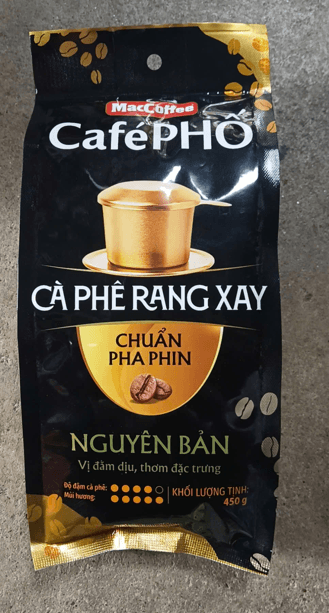 MacCoffee
CaféPHỐ
CÀ PHÊ RANG XAY
CHUẨN
PHA PHIN
NGUYÊN BẢN
Vị đằm dịu, thơm đặc trưng
Độ đậm cà phê:
Mùi hương:
KHỐI LƯỢNG TỊNH:
450 g